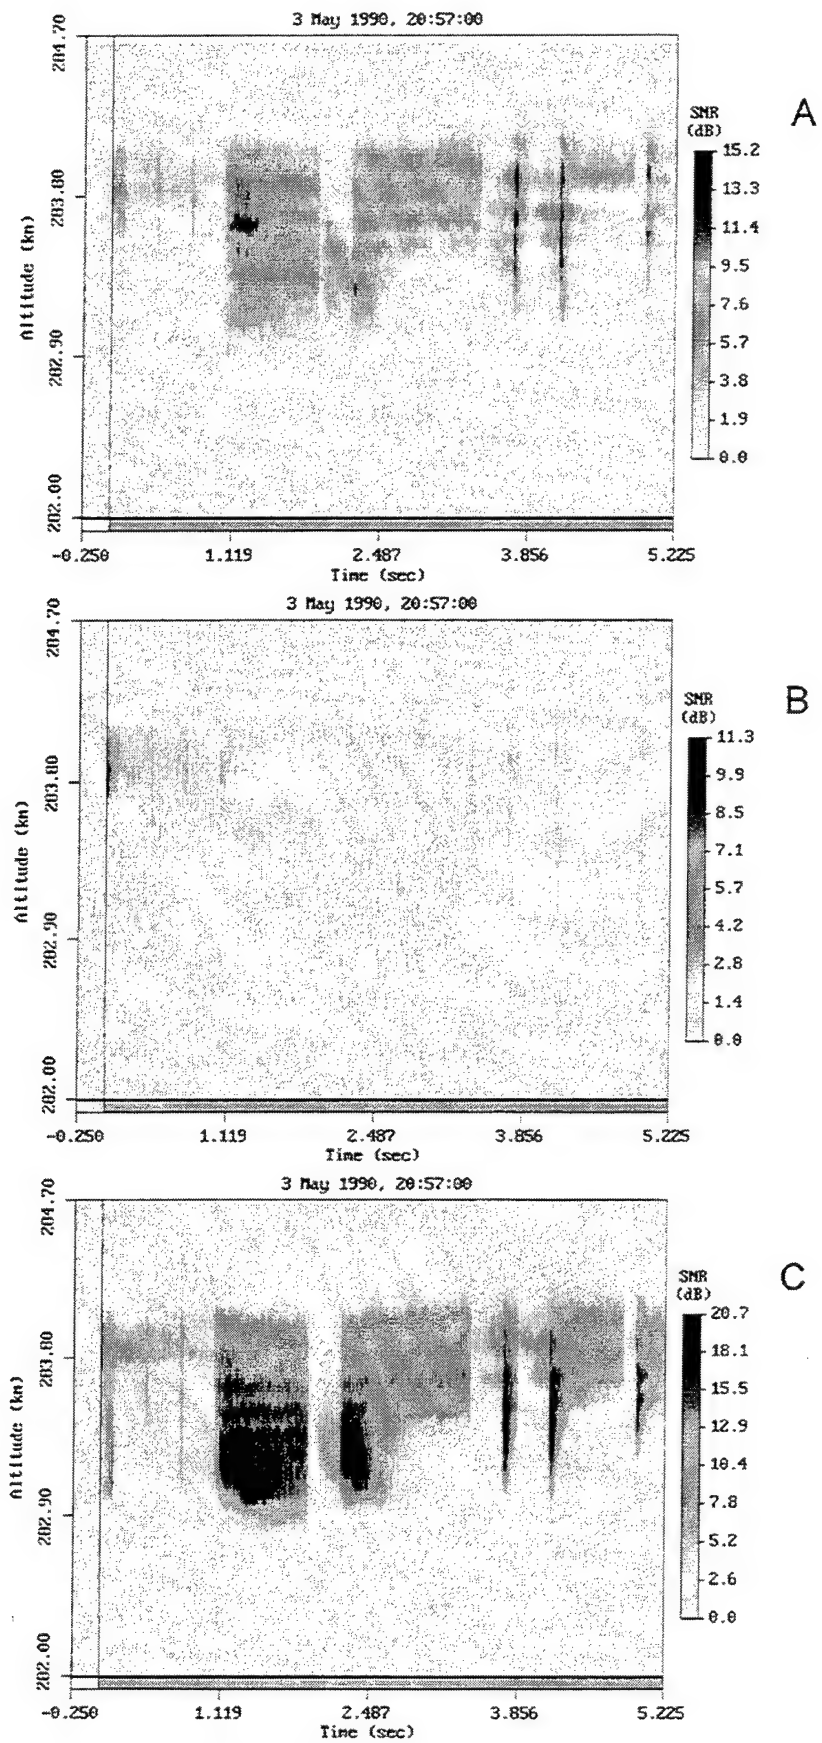 3 May 1990, 20:57:00
A
204.70
203.80
202.90
202.00
Altitude (km)
SNR
(dB)
15.2
13.3
11.4
9.5
7.6
5.7
3.8
1.9
0.0
-0.250 1.119 2.487 3.856 5.225
Time (sec)
3 May 1990, 20:57:00
B
204.70
203.80
202.90
202.00
Altitude (km)
SNR
(dB)
11.3
9.9
8.5
7.1
5.7
4.2
2.8
1.4
0.0
-0.250 1.119 2.487 3.856 5.225
Time (sec)
3 May 1990, 20:57:00
C
204.70
203.80
202.90
202.00
Altitude (km)
SNR
(dB)
20.7
18.1
15.5
12.9
10.4
7.8
5.2
2.6
0.0
-0.250 1.119 2.487 3.856 5.225
Time (sec)